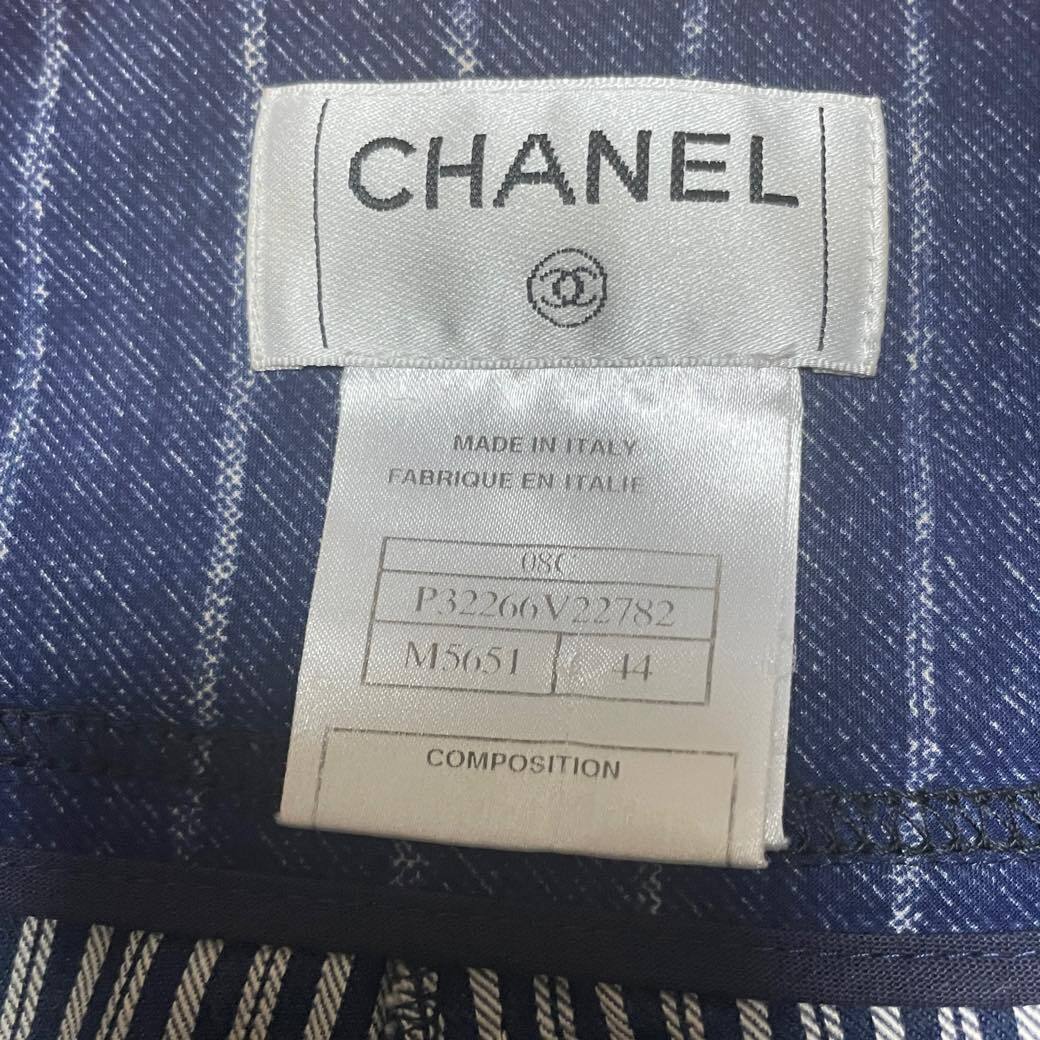 CHANEL
MADE IN ITALY
FABRIQUE EN ITALIE
08C
P32266V22782
M5651 44
COMPOSITION